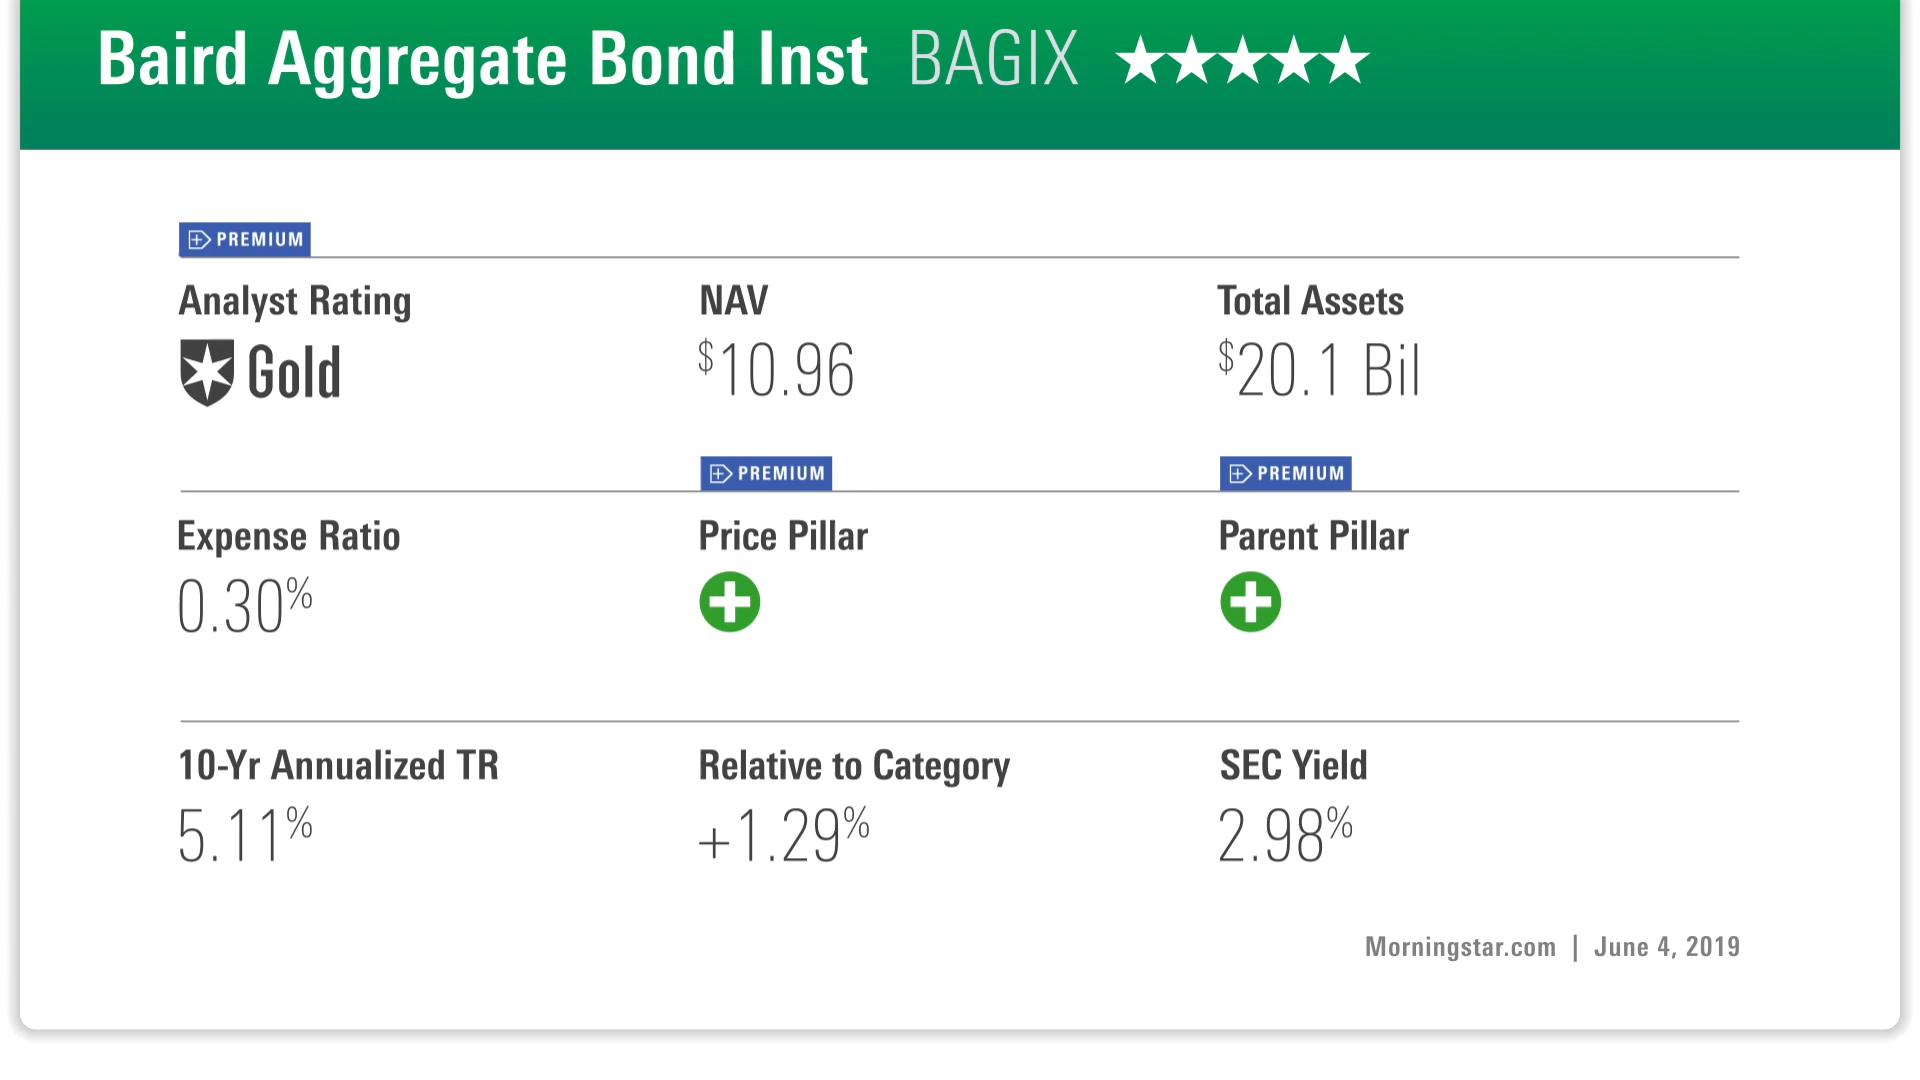 Baird Aggregate Bond Inst BAGIX ★★★★★
PREMIUM
Analyst Rating NAV Total Assets
Gold $10.96 $20.1 Bil
PREMIUM PREMIUM
Expense Ratio Price Pillar Parent Pillar
0.30%
10-Yr Annualized TR Relative to Category SEC Yield
5.11% +1.29% 2.98%
Morningstar.com | June 4, 2019